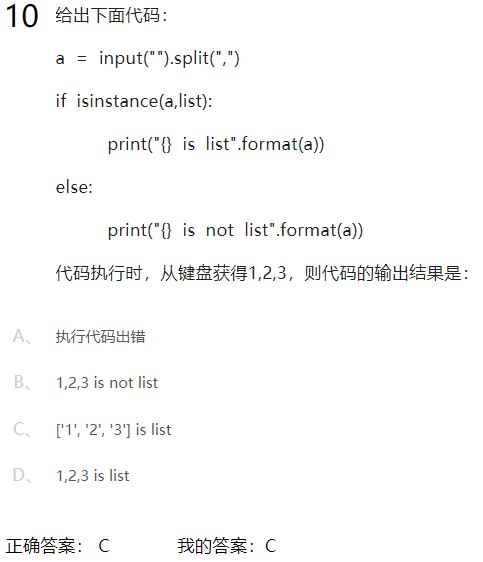 10 给出下面代码：
a = input("").split(",")
if isinstance(a,list):
print("{} is list".format(a))
else:
print("{} is not list".format(a))
代码执行时，从键盘获得1,2,3，则代码的输出结果是：
A、 执行代码出错
B、 1,2,3 is not list
C、 ['1', '2', '3'] is list
D、 1,2,3 is list
正确答案： C 我的答案：C